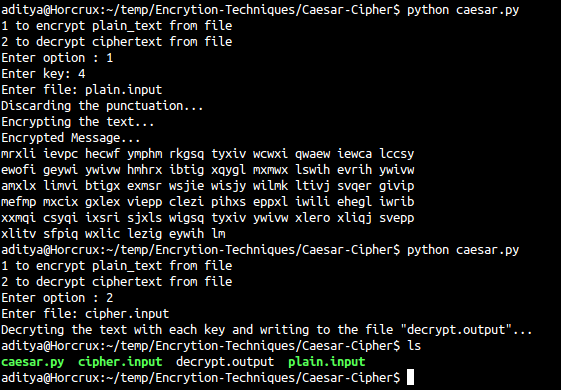 aditya@Horcrux:~/temp/Encrytion-Techniques/Caesar-Cipher$ python caesar.py
1 to encrypt plain_text from file
2 to decrypt ciphertext from file
Enter option : 1
Enter key: 4
Enter file: plain.input
Discarding the punctuation...
Encrypting the text...
Encrypted Message...
mrxli ievpc hecwf ymphm rkgsq tyxiv wcwxi qwaew iewca lccsy
ewofi geywi ywivw hmhrx ibtig xqygl mxmwx lswih evrih ywivw
amxlx limvi btigx exmsr wsjie wisjy wilmk ltivj svqer givip
mefmp mxcix gxlex viepp clezi pihxs eppxl iwili ehegl iwrib
xxmqi csyqi ixsri sjxls wigsq tyxiv ywivw xlero xliqj svepp
xlitv sfpiq wxlic lezig eywih lm
aditya@Horcrux:~/temp/Encrytion-Techniques/Caesar-Cipher$ python caesar.py
1 to encrypt plain_text from file
2 to decrypt ciphertext from file
Enter option : 2
Enter file: cipher.input
Decryting the text with each key and writing to the file "decrypt.output"...
aditya@Horcrux:~/temp/Encrytion-Techniques/Caesar-Cipher$ ls
caesar.py cipher.input decrypt.output plain.input
aditya@Horcrux:~/temp/Encrytion-Techniques/Caesar-Cipher$